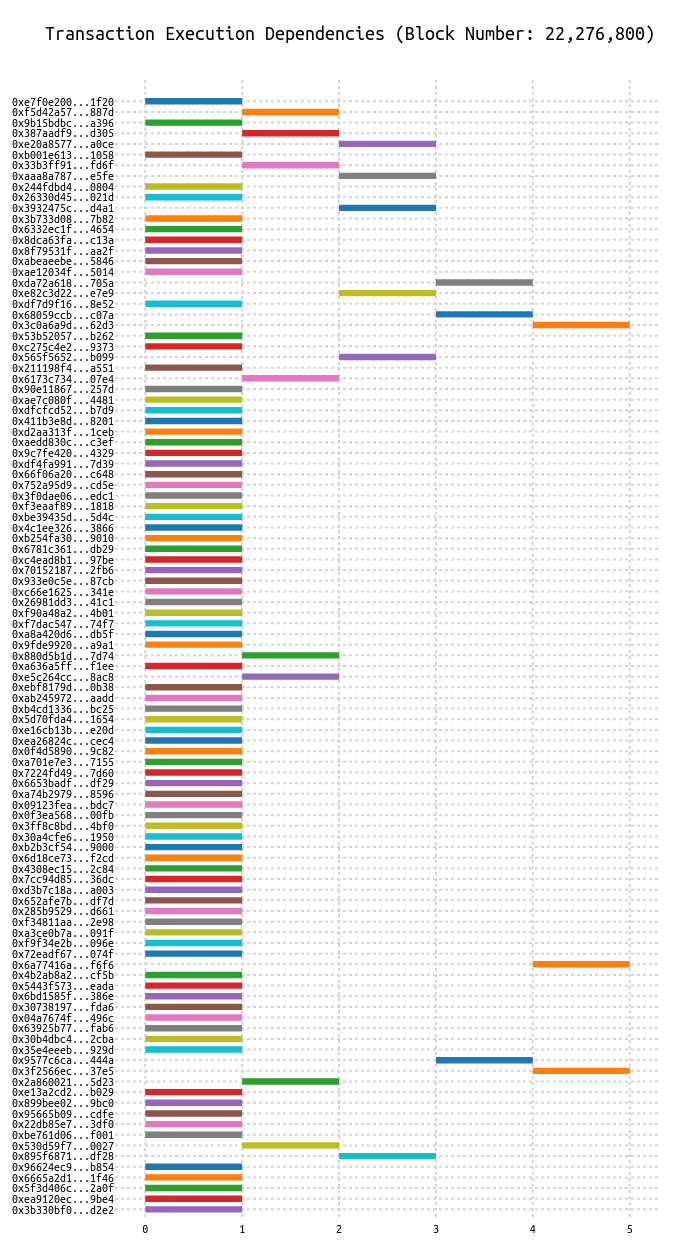 Transaction Execution Dependencies (Block Number: 22,276,800)
0xe7f0e200...1f20
0xf5d42a57...887d
0x9b15bdbc...a396
0x387aadf9...d305
0xe20a8577...a0ce
0xb001e613...1058
0x33b3ff91...fd6f
0xaaa8a787...e5fe
0x244fdbd4...0804
0x26330d45...021d
0x3932475c...d4a1
0x3b733d08...7b82
0x6332ec1f...4654
0x8dca63fa...c13a
0x8f79531f...aa2f
0xabeaeebe...5846
0xae12034f...5014
0xda72a618...705a
0xe82c3d22...e7e9
0xdf7d9f16...8e52
0x68059ccb...c07a
0x3c0a6a9d...62d3
0x53b52057...b262
0xc275c4e2...9373
0x565f5652...b099
0x211198f4...a551
0x6173c734...07e4
0x90e11867...257d
0xae7c080f...4481
0xdfcfcd52...b7d9
0x411b3e8d...8201
0xd2aa313f...1ceb
0xaedd830c...c3ef
0x9c7fe420...4329
0xdf4fa991...7d39
0x66f06a20...c648
0x752a95d9...cd5e
0x3f0dae06...edc1
0xf3eaaf89...1818
0xbe39435d...5d4c
0x4c1ee326...3866
0xb254fa30...9010
0x6781c361...db29
0xc4ead8b1...97be
0x70152187...2fb6
0x933e0c5e...87cb
0xc66e1625...341e
0x26981dd3...41c1
0xf90a48a2...4b01
0xf7dac547...74f7
0xa8a420d6...db5f
0x9fde9920...a9a1
0x880d5b1d...7d74
0xa636a5ff...f1ee
0xe5c264cc...8ac8
0xebf8179d...0b38
0xab245972...aadd
0xb4cd1336...bc25
0x5d70fda4...1654
0xe16cb13b...e20d
0xea26824c...cec4
0x0f4d5890...9c82
0xa701e7e3...7155
0x7224fd49...7d60
0x6653badf...df29
0xa74b2979...8596
0x09123fea...bdc7
0x0f3ea568...00fb
0x3ff8c8bd...4bf0
0x30a4cfe6...1950
0xb2b3cf54...9000
0x6d18ce73...f2cd
0x4308ec15...2c84
0x7cc94d85...36dc
0xd3b7c18a...a003
0x652afe7b...df7d
0x285b9529...d661
0xf34811aa...2e98
0xa3ce0b7a...091f
0xf9f34e2b...096e
0x72eadf67...074f
0x6a77416a...f6f6
0x4b2ab8a2...cf5b
0x5443f573...eada
0x6bd1585f...386e
0x30738197...fda6
0x04a7674f...496c
0x63925b77...fab6
0x30b4dbc4...2cba
0x35e4eeeb...929d
0x9577c6ca...444a
0x3f2566ec...37e5
0x2a860021...5d23
0xe13a2cd2...b029
0x899bee02...9bc0
0x95665b09...cdfe
0x22db85e7...3df0
0xbe761d06...f001
0x530d59f7...0027
0x895f6871...df28
0x96624ec9...b854
0x6665a2d1...1f46
0x5f3d406c...2a0f
0xea9120ec...9be4
0x3b330bf0...d2e2
0 1 2 3 4 5